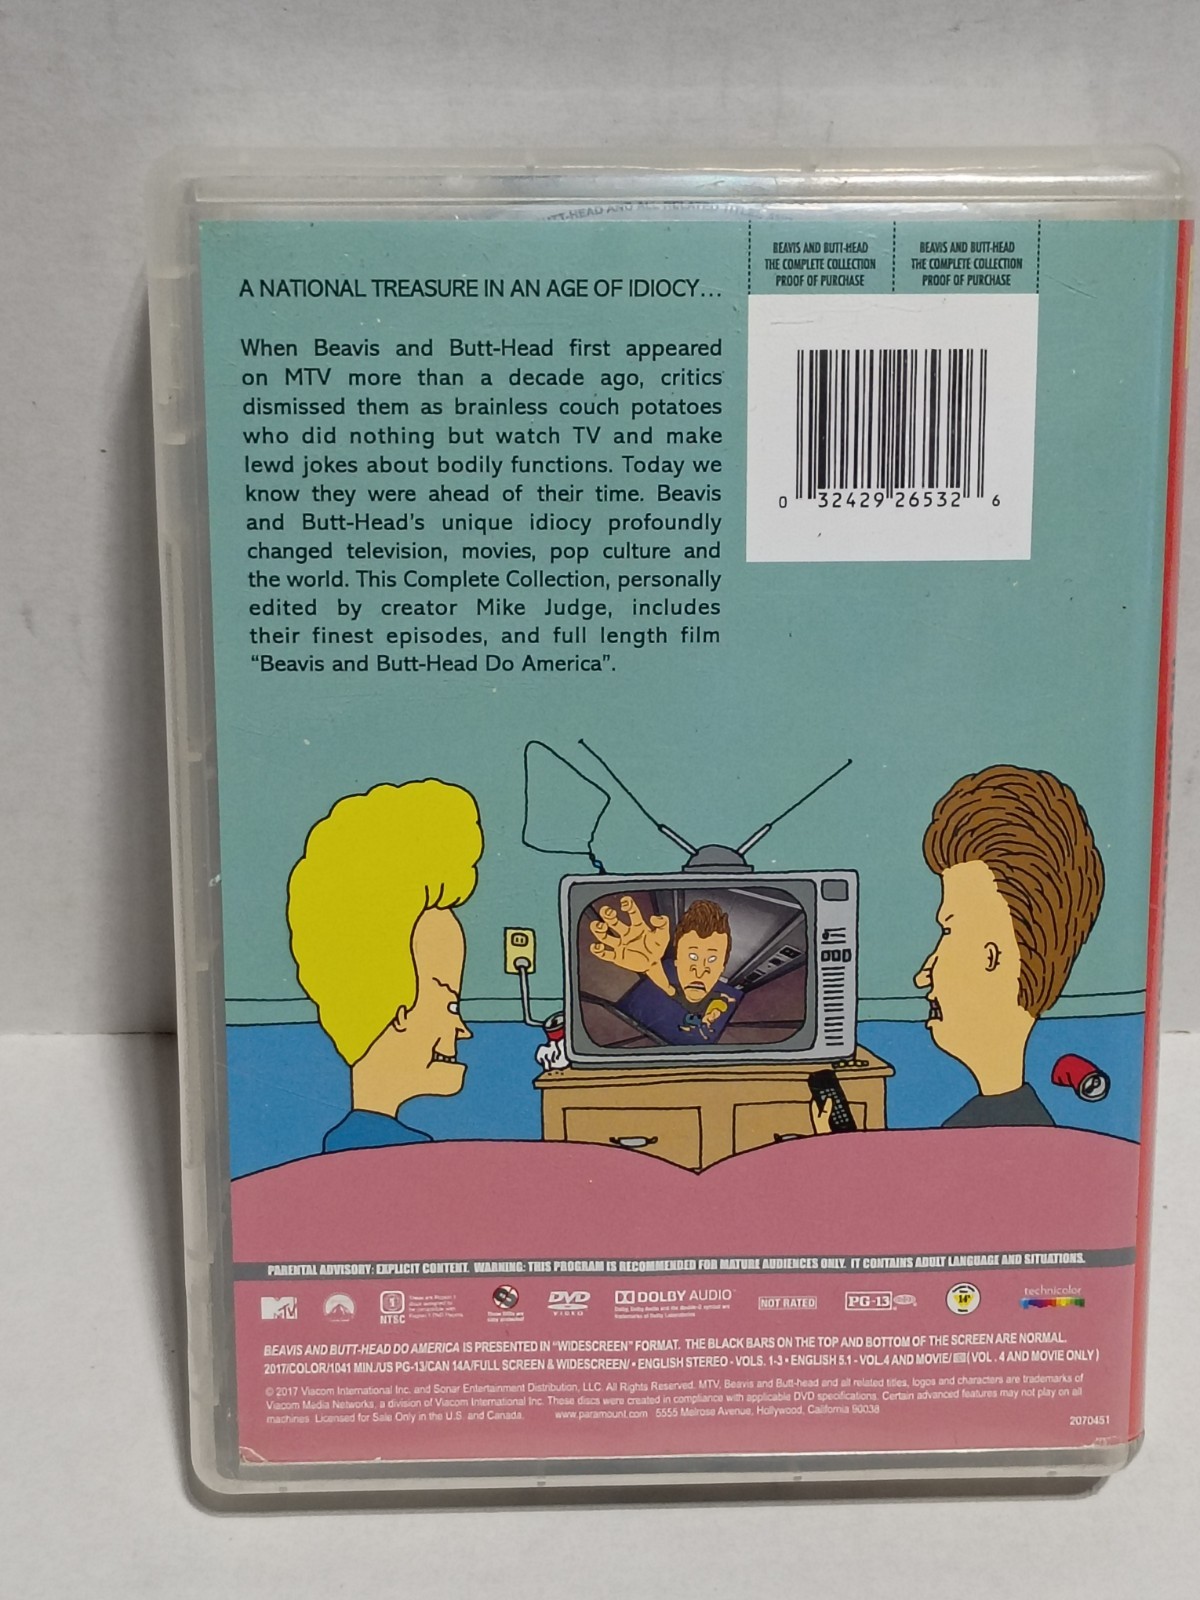 BUTT-HEAD AND ALL RELATED TITLES AND
BEAVIS AND BUTT-HEAD
THE COMPLETE COLLECTION
PROOF OF PURCHASE
BEAVIS AND BUTT-HEAD
THE COMPLETE COLLECTION
PROOF OF PURCHASE
A NATIONAL TREASURE IN AN AGE OF IDIOCY...
When Beavis and Butt-Head first appeared
on MTV more than a decade ago, critics
dismissed them as brainless couch potatoes
who did nothing but watch TV and make
lewd jokes about bodily functions. Today we
know they were ahead of their time. Beavis
and Butt-Head's unique idiocy profoundly
changed television, movies, pop culture and
the world. This Complete Collection, personally
edited by creator Mike Judge, includes
their finest episodes, and full length film
“Beavis and Butt-Head Do America”.
0 32429 26532 6
PARENTAL ADVISORY: EXPLICIT CONTENT. WARNING: THIS PROGRAM IS RECOMMENDED FOR MATURE AUDIENCES ONLY. IT CONTAINS ADULT LANGUAGE AND SITUATIONS.
MTV
1
NTSC
DVD
VIDEO
DOLBY AUDIO
NOT RATED
PG-13
14
technicolor
BEAVIS AND BUTT-HEAD DO AMERICA IS PRESENTED IN "WIDESCREEN" FORMAT. THE BLACK BARS ON THE TOP AND BOTTOM OF THE SCREEN ARE NORMAL.
2017/COLOR/1041 MIN./US PG-13/CAN 14A/FULL SCREEN & WIDESCREEN/ • ENGLISH STEREO - VOLS. 1-3 • ENGLISH 5.1 - VOL.4 AND MOVIE/ (VOL. 4 AND MOVIE ONLY)
© 2017 Viacom International Inc. and Sonar Entertainment Distribution, LLC. All Rights Reserved. MTV, Beavis and Butt-head and all related titles, logos and characters are trademarks of
Viacom Media Networks, a division of Viacom International Inc. These discs were created in compliance with applicable DVD specifications. Certain advanced features may not play on all
machines. Licensed for Sale Only in the U.S. and Canada. www.paramount.com 5555 Melrose Avenue, Hollywood, California 90038
2070451